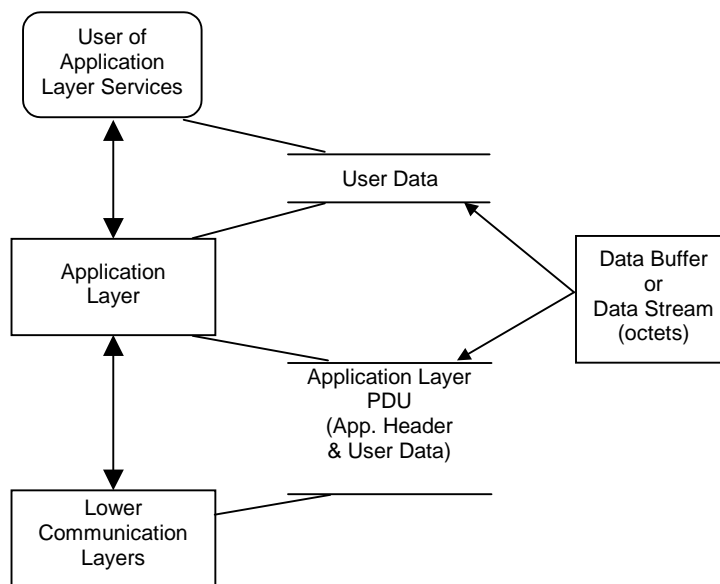 User of
Application
Layer Services
User Data
Application
Layer
Data Buffer
or
Data Stream
(octets)
Application Layer
PDU
(App. Header
& User Data)
Lower
Communication
Layers